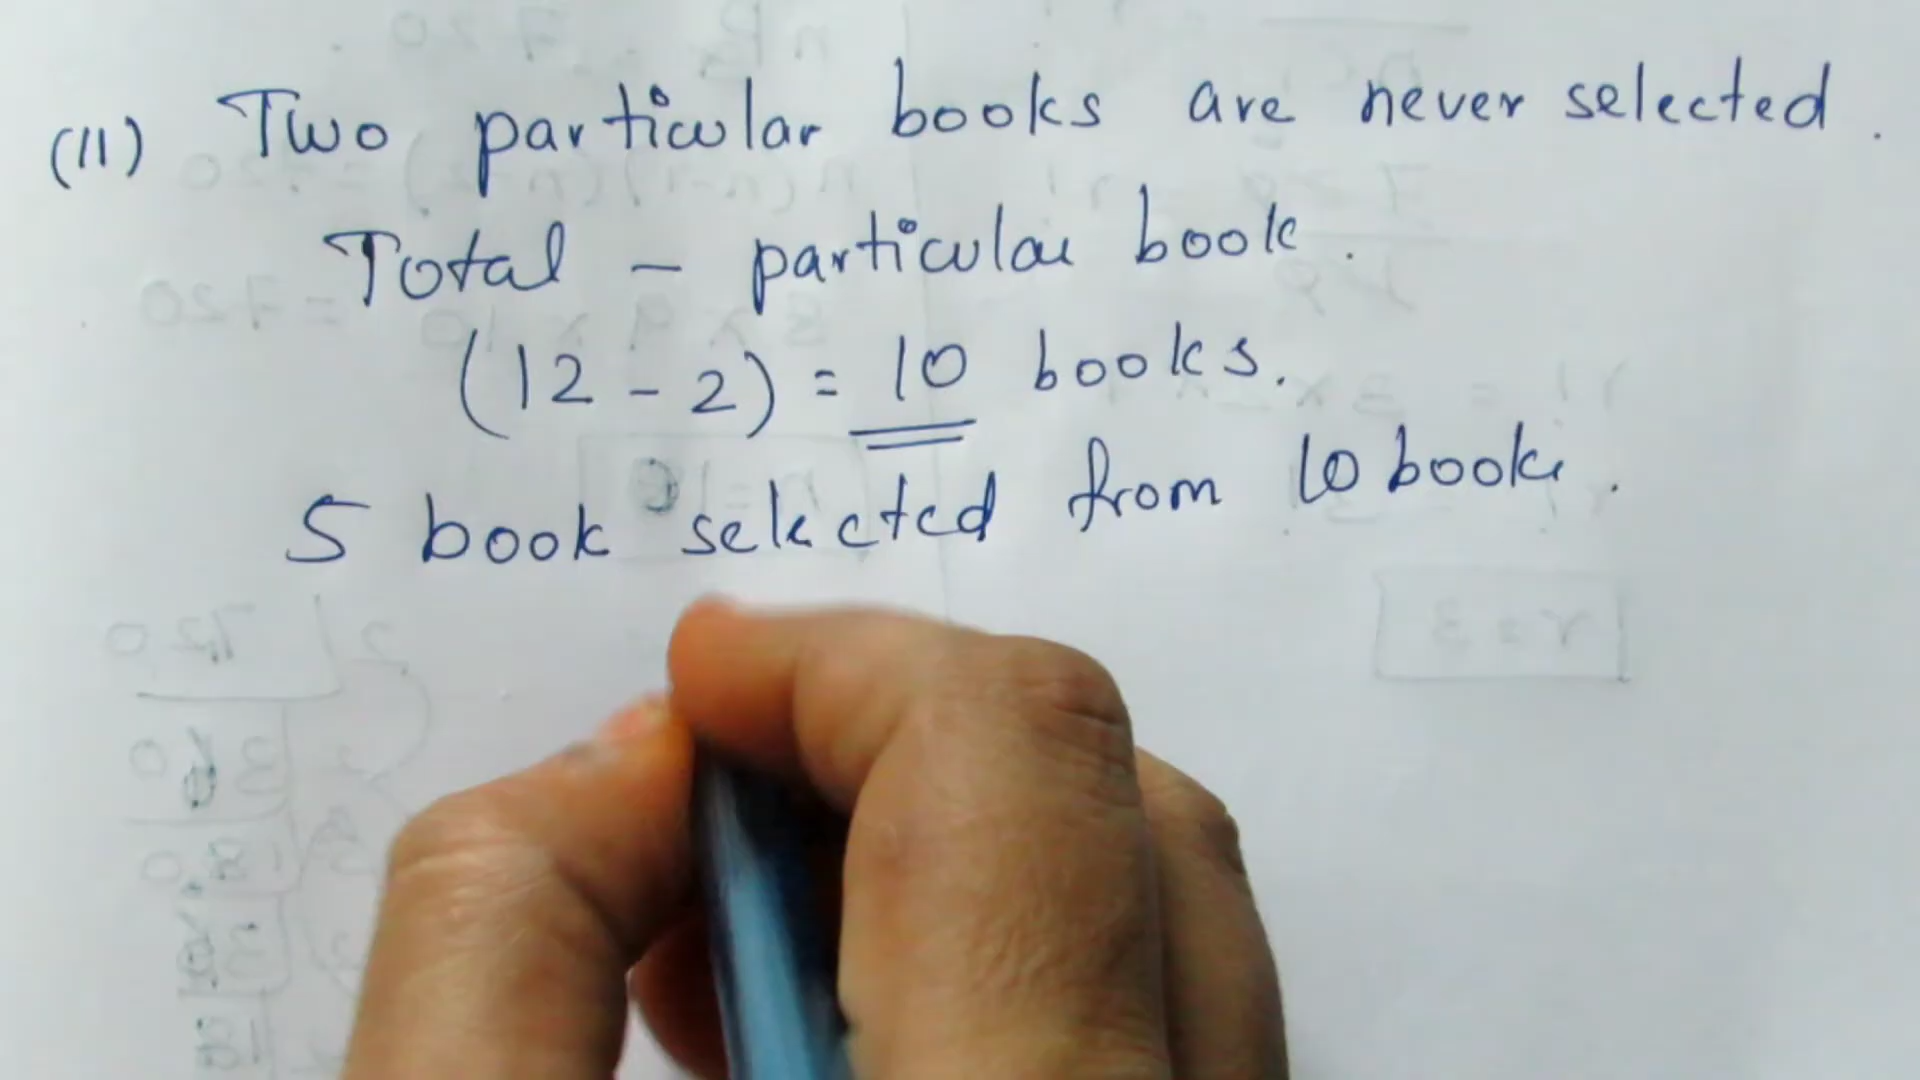 (11) Two particular books are never selected.
Total - particular book.
(12 - 2) = 10 books.
5 book selected from 10 book.